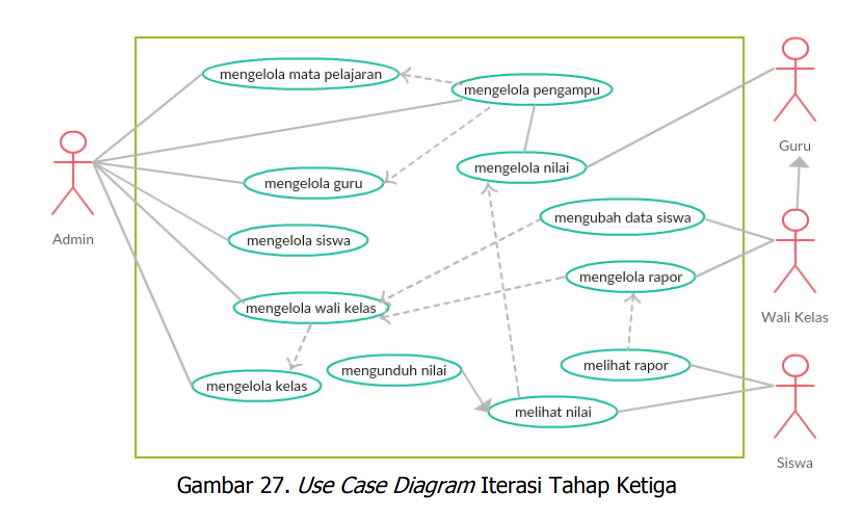 mengelola mata pelajaran
mengelola pengampu
Guru
mengelola nilai
mengelola guru
Admin
mengubah data siswa
mengelola siswa
mengelola rapor
mengelola wali kelas
Wali Kelas
melihat rapor
mengunduh nilai
mengelola kelas
melihat nilai
Siswa
Gambar 27. Use Case Diagram Iterasi Tahap Ketiga